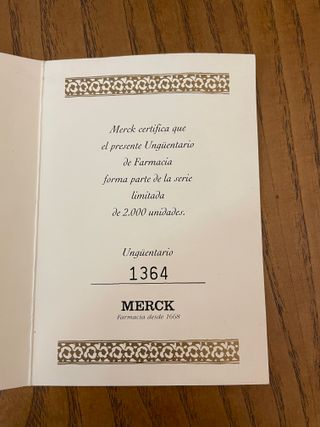 Merck certifica que
el presente Ungüentario
de Farmacia
forma parte de la serie
limitada
de 2.000 unidades.
Ungüentario
1364
MERCK
Farmacia desde 1668